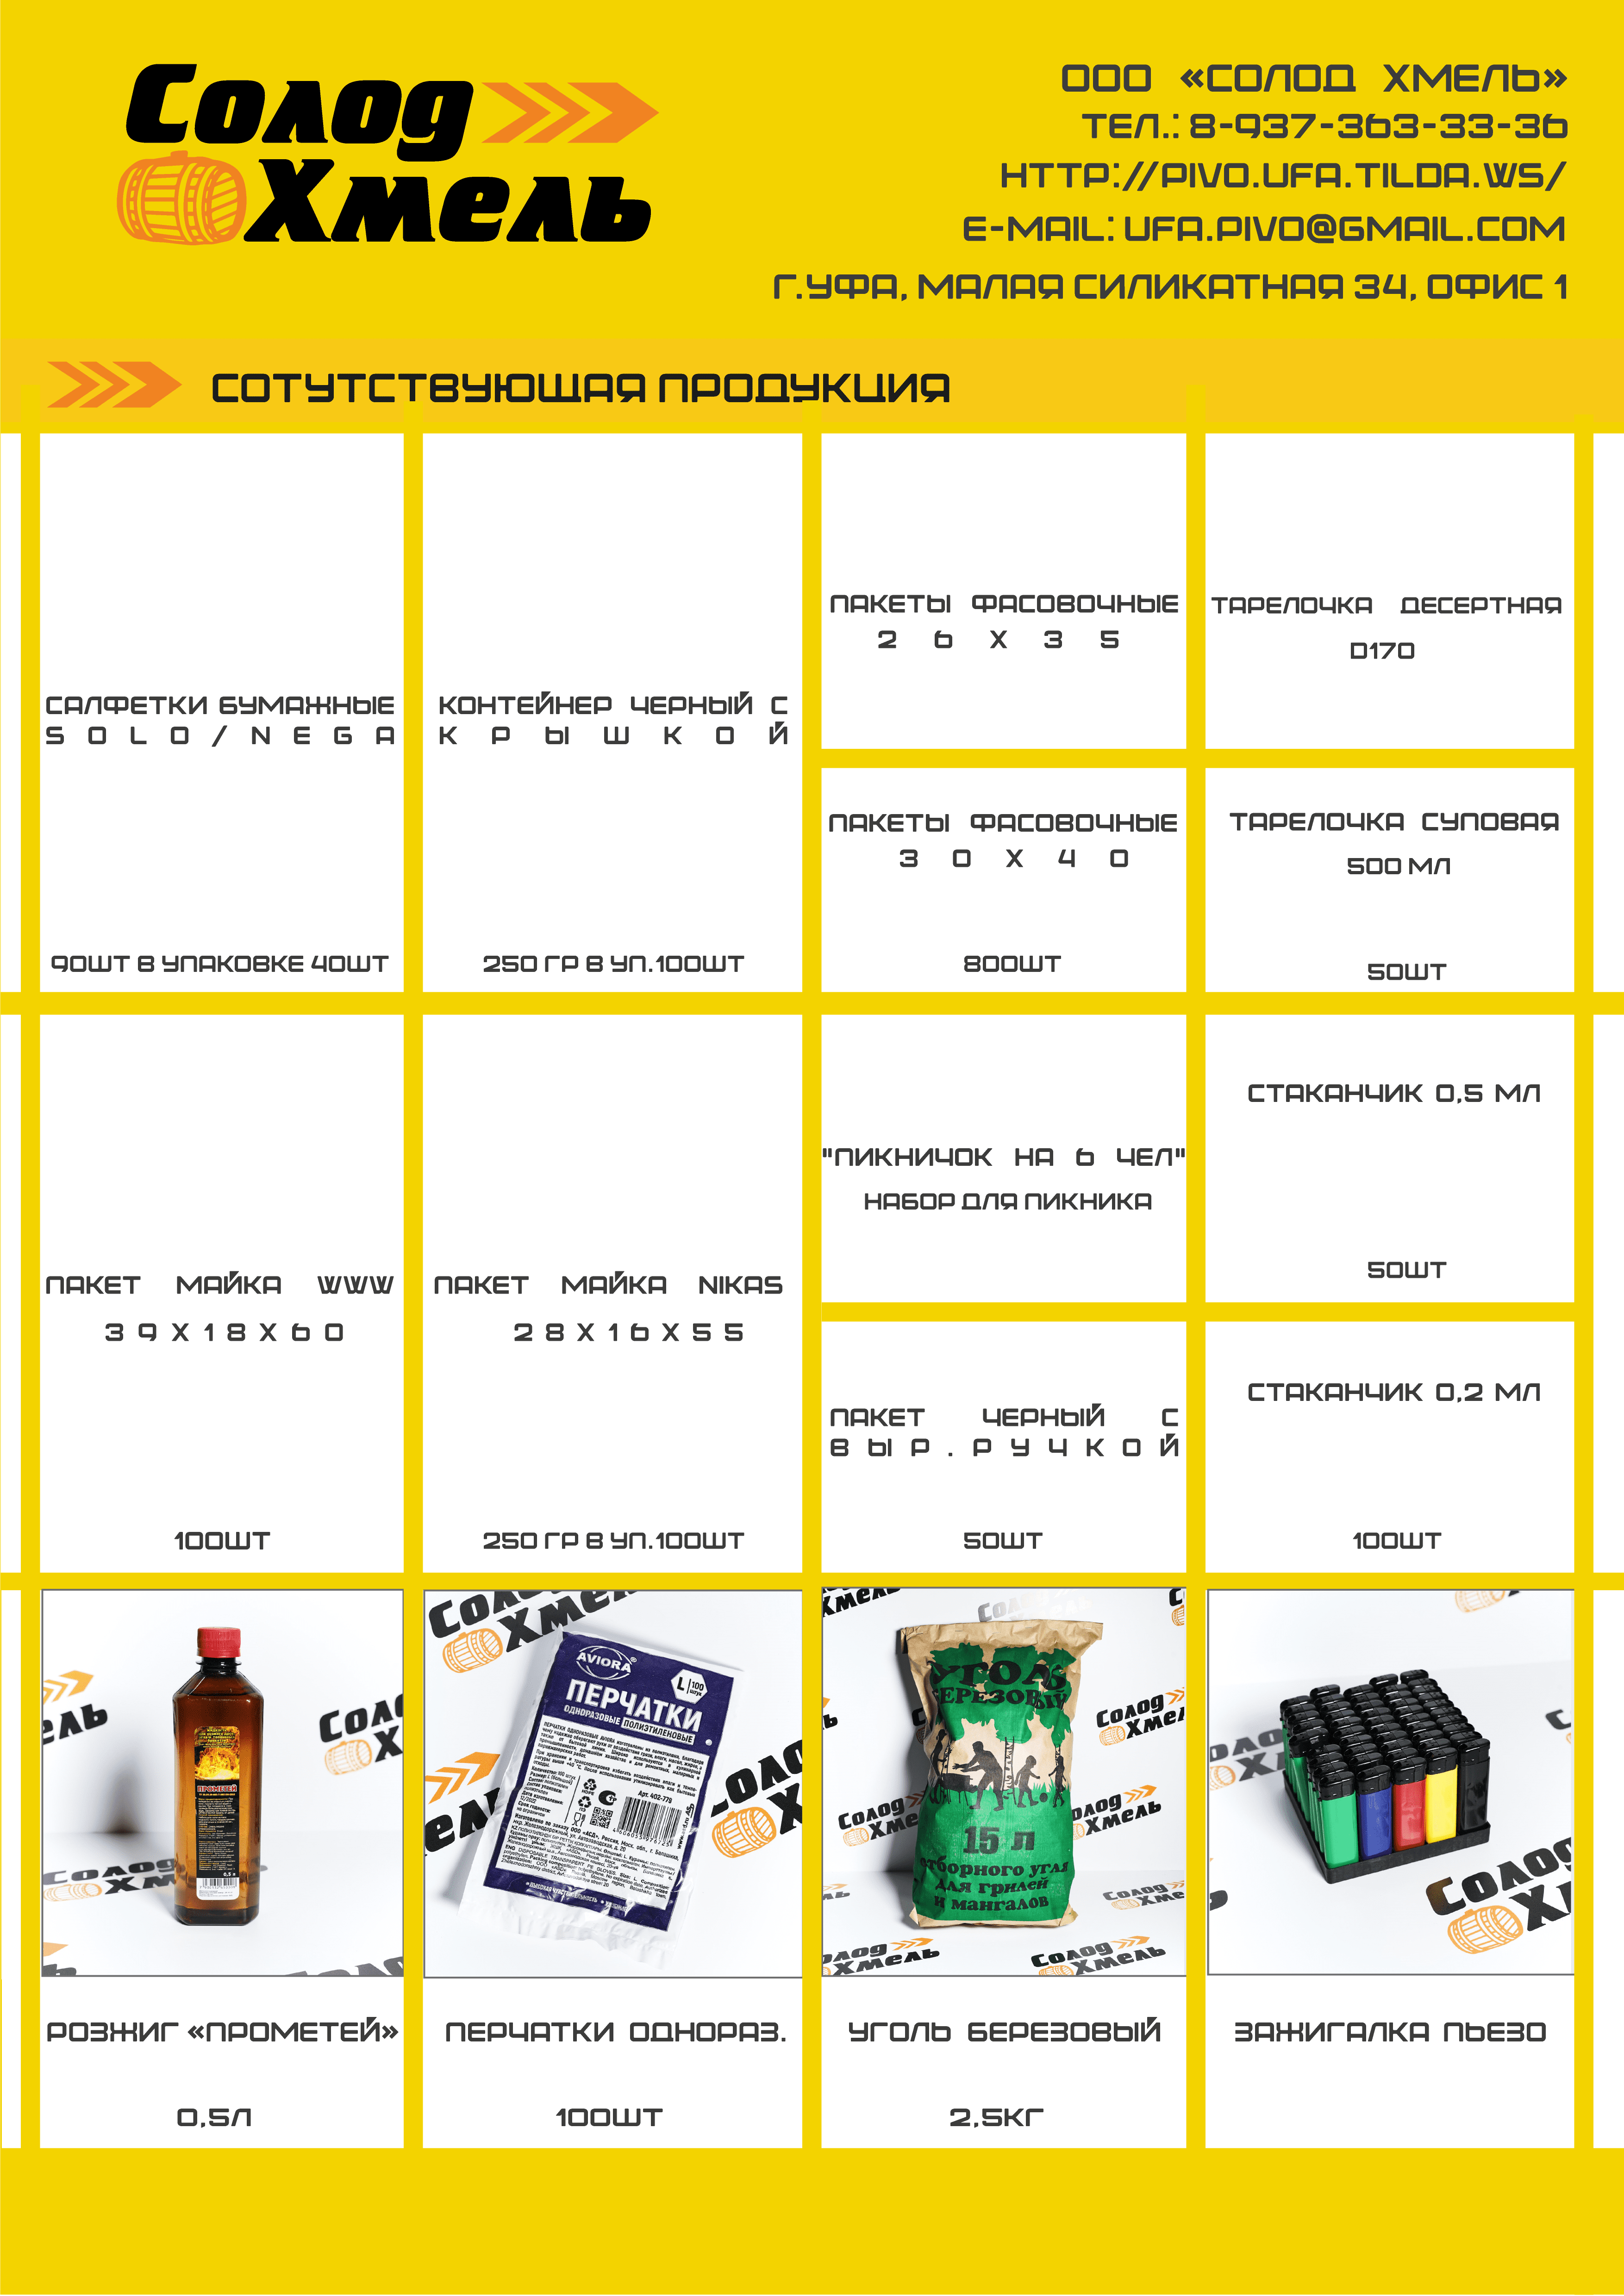 Солод
Хмель
ООО «СОЛОД ХМЕЛЬ»
ТЕЛ.: 8-937-363-33-36
HTTP://PIVO.UFA.TILDA.WS/
E-MAIL: UFA.PIVO@GMAIL.COM
Г.УФА, МАЛАЯ СИЛИКАТНАЯ 34, ОФИС 1
СОТУТСТВУЮЩАЯ ПРОДУКЦИЯ
САЛФЕТКИ БУМАЖНЫЕ
SOLO/NEGA
90ШТ В УПАКОВКЕ 40ШТ
КОНТЕЙНЕР ЧЕРНЫЙ С
КРЫШКОЙ
250 ГР В УП.100ШТ
ПАКЕТЫ ФАСОВОЧНЫЕ
26Х35
ПАКЕТЫ ФАСОВОЧНЫЕ
30Х40
800ШТ
ТАРЕЛОЧКА ДЕСЕРТНАЯ
D170
ТАРЕЛОЧКА СУПОВАЯ
500 МЛ
50ШТ
ПАКЕТ МАЙКА WWW
39Х18Х60
100ШТ
ПАКЕТ МАЙКА NIKAS
28Х16Х55
250 ГР В УП.100ШТ
"ПИКНИЧОК НА 6 ЧЕЛ"
НАБОР ДЛЯ ПИКНИКА
ПАКЕТ ЧЕРНЫЙ С
ВЫР.РУЧКОЙ
50ШТ
СТАКАНЧИК 0,5 МЛ
50ШТ
СТАКАНЧИК 0,2 МЛ
100ШТ
ПРОМЕТЕЙ
0,5 л
РОЗЖИГ «ПРОМЕТЕЙ»
0,5Л
AVIORA®
L 100 штук
ПЕРЧАТКИ
ОДНОРАЗОВЫЕ ПОЛИЭТИЛЕНОВЫЕ
Арт. 402-778
ПЕРЧАТКИ ОДНОРАЗ.
100ШТ
УГОЛЬ
БЕРЕЗОВЫЙ
15 л
отборного угля
для грилей
и мангалов
УГОЛЬ БЕРЕЗОВЫЙ
2,5КГ
ЗАЖИГАЛКА ПЬЕЗО